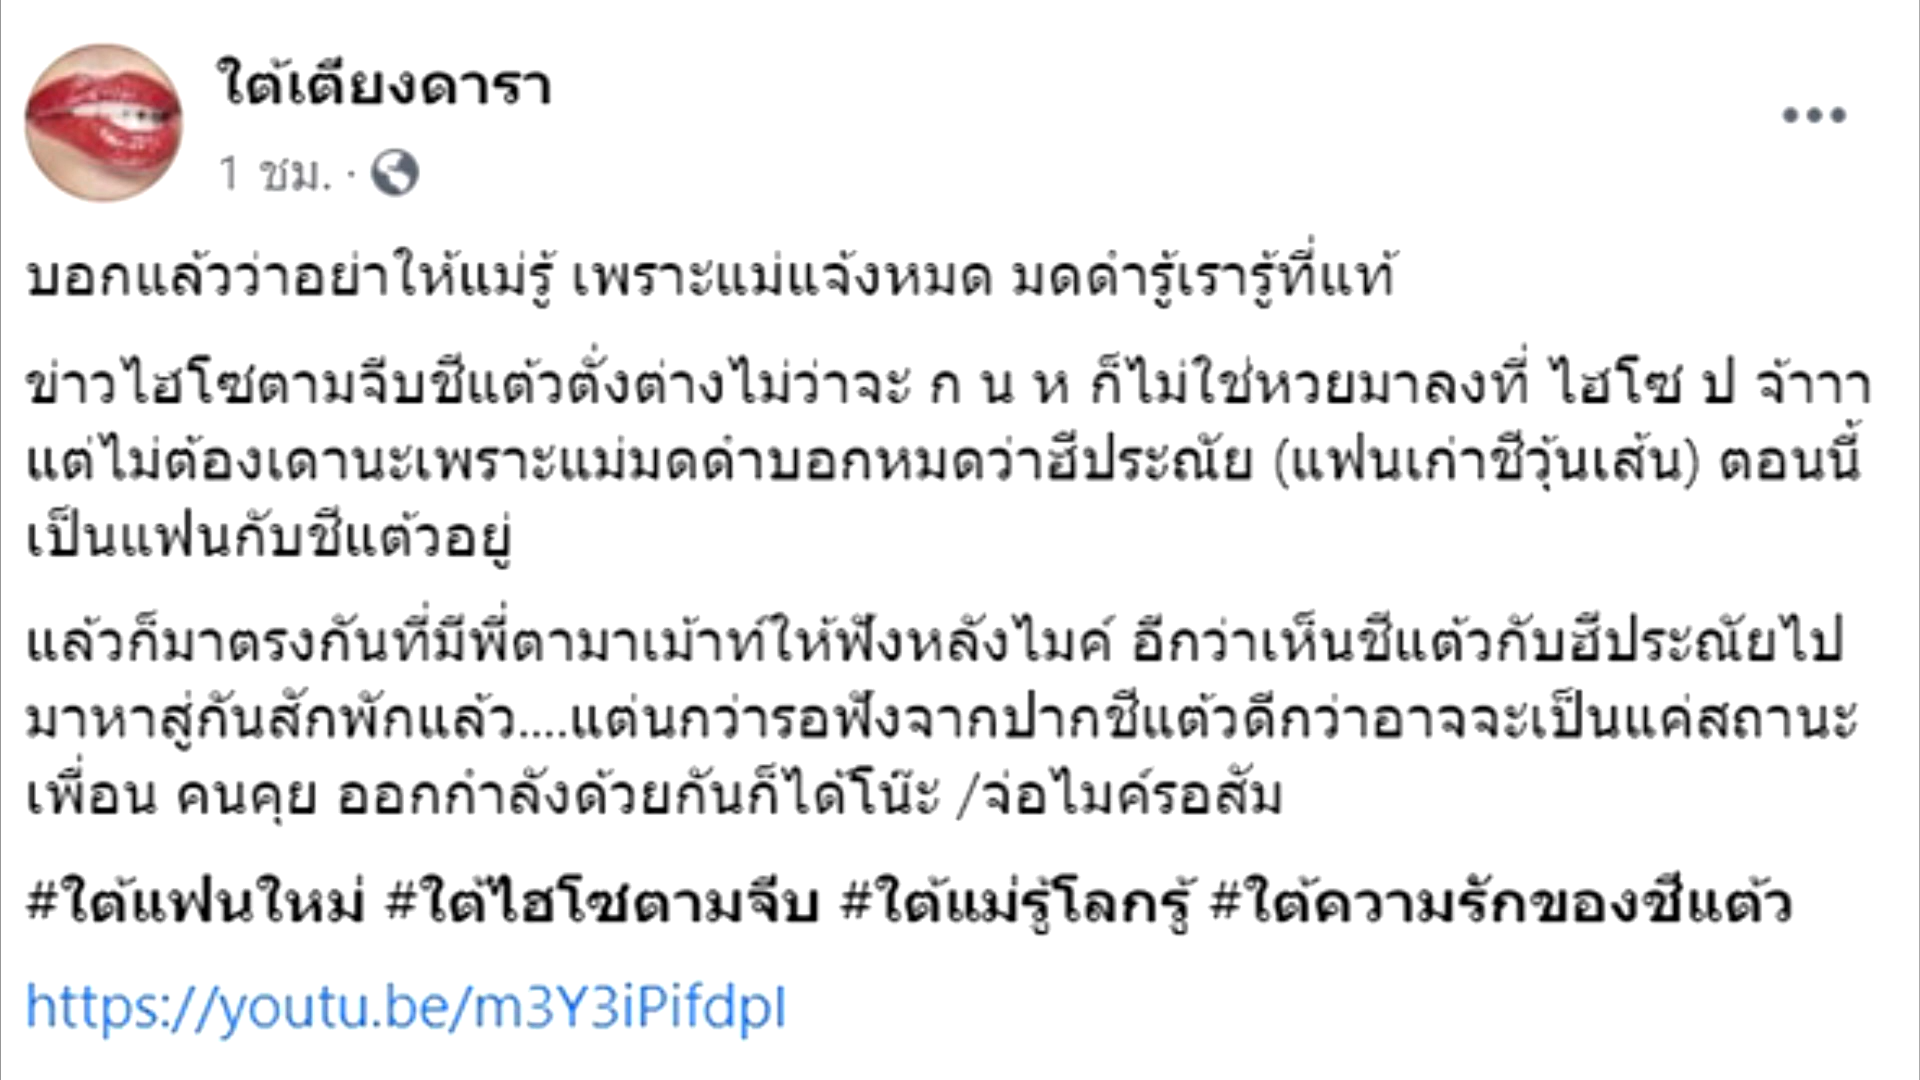 ใต้เตียงดารา
1 ชม. ·
บอกแล้วว่าอย่าให้แม่รู้ เพราะแม่แจ้งหมด มดดำรู้เรารู้ที่แท้
ข่าวไฮโซตามจีบชีแต้วตั่งต่างไม่ว่าจะ ก น ห ก็ไม่ใช่หวยมาลงที่ ไฮโซ ป จ้าาา
แต่ไม่ต้องเดานะเพราะแม่มดดำบอกหมดว่าฮีประณัย (แฟนเก่าชีวุ้นเส้น) ตอนนี้
เป็นแฟนกับชีแต้วอยู่
แล้วก็มาตรงกันที่มีพี่ตามาเม้าท์ให้ฟังหลังไมค์ อีกว่าเห็นชีแต้วกับฮีประณัยไป
มาหาสู่กันสักพักแล้ว....แต่นกว่ารอฟังจากปากชีแต้วดีกว่าอาจจะเป็นแค่สถานะ
เพื่อน คนคุย ออกกำลังด้วยกันก็ได้โน๊ะ /จ่อไมค์รอสัม
#ใต้แฟนใหม่ #ใต้ไฮโซตามจีบ #ใต้แม่รู้โลกรู้ #ใต้ความรักของชีแต้ว
https://youtu.be/m3Y3iPifdpI